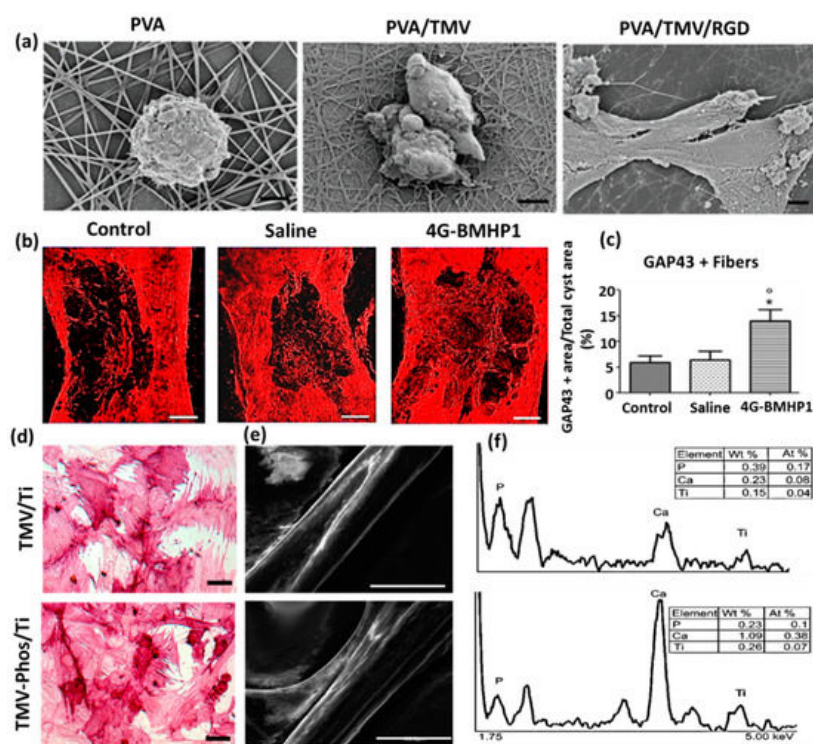 PVA
PVA/TMV
PVA/TMV/RGD
(a)
(b)
Control
Saline
4G-BMHP1
(c)
GAP43 + Fibers
GAP43 + area/Total cyst area
(%)
20
15
10
5
0
Control
Saline
4G-BMHP1
°
*
(d)
(e)
(f)
TMV/Ti
TMV-Phos/Ti
Element Wt % At %
P 0.39 0.17
Ca 0.23 0.08
Ti 0.15 0.04
P
Ca
Ti
Ca
Element Wt % At %
P 0.23 0.1
Ca 1.09 0.38
Ti 0.26 0.07
P
Ti
1.75
5.00 keV